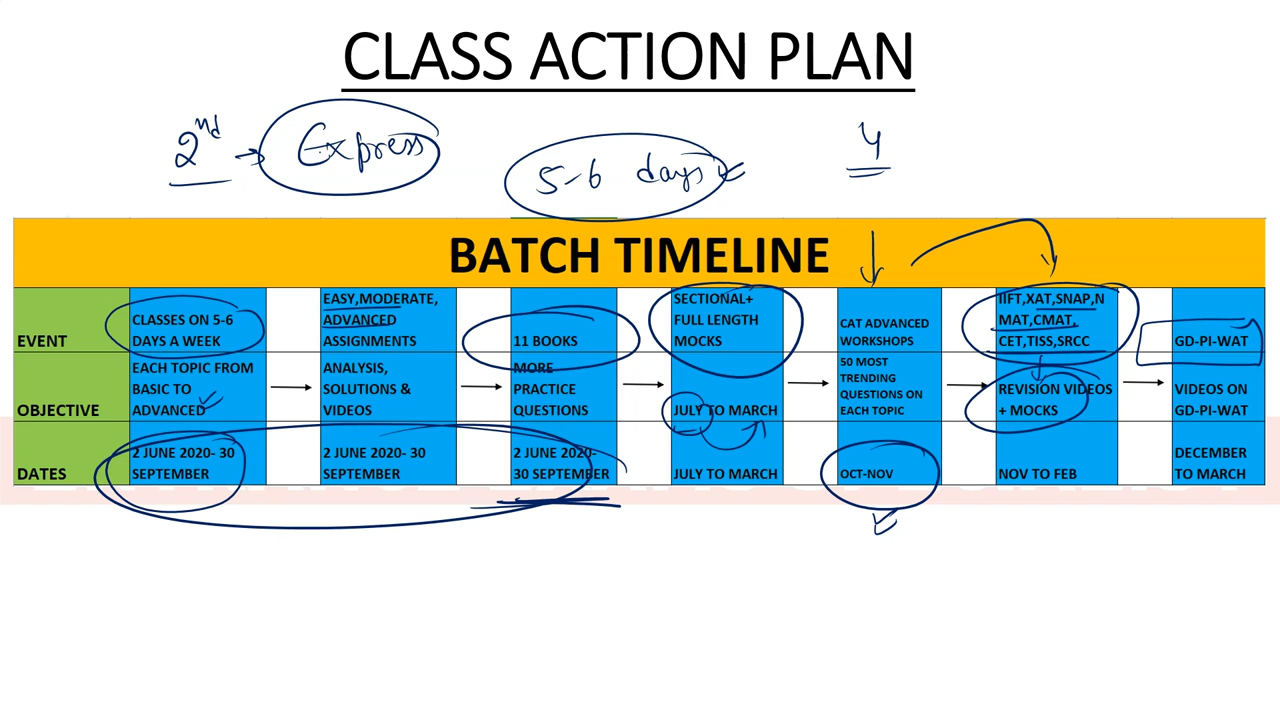 CLASS ACTION PLAN
2nd → Express
5-6 days
4
BATCH TIMELINE
EVENT
CLASSES ON 5-6
DAYS A WEEK
EASY,MODERATE,
ADVANCED
ASSIGNMENTS
11 BOOKS
SECTIONAL+
FULL LENGTH
MOCKS
CAT ADVANCED
WORKSHOPS
IIFT,XAT,SNAP,N
MAT,CMAT,
CET,TISS,SRCC
GD-PI-WAT
OBJECTIVE
EACH TOPIC FROM
BASIC TO
ADVANCED
ANALYSIS,
SOLUTIONS &
VIDEOS
MORE
PRACTICE
QUESTIONS
JULY TO MARCH
50 MOST
TRENDING
QUESTIONS ON
EACH TOPIC
REVISION VIDEOS
+ MOCKS
VIDEOS ON
GD-PI-WAT
DATES
2 JUNE 2020- 30
SEPTEMBER
2 JUNE 2020- 30
SEPTEMBER
2 JUNE 2020-
30 SEPTEMBER
JULY TO MARCH
OCT-NOV
NOV TO FEB
DECEMBER
TO MARCH